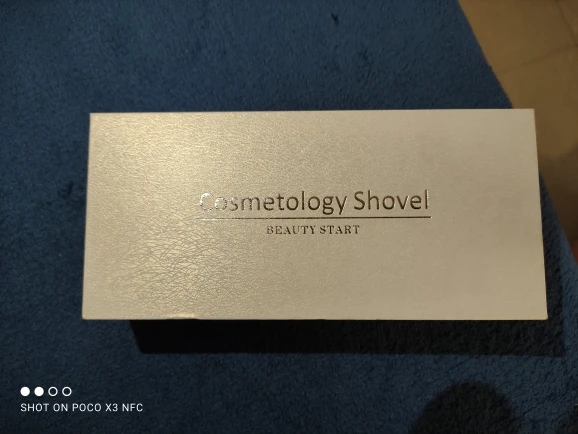 Cosmetology Shovel
BEAUTY START
SHOT ON POCO X3 NFC